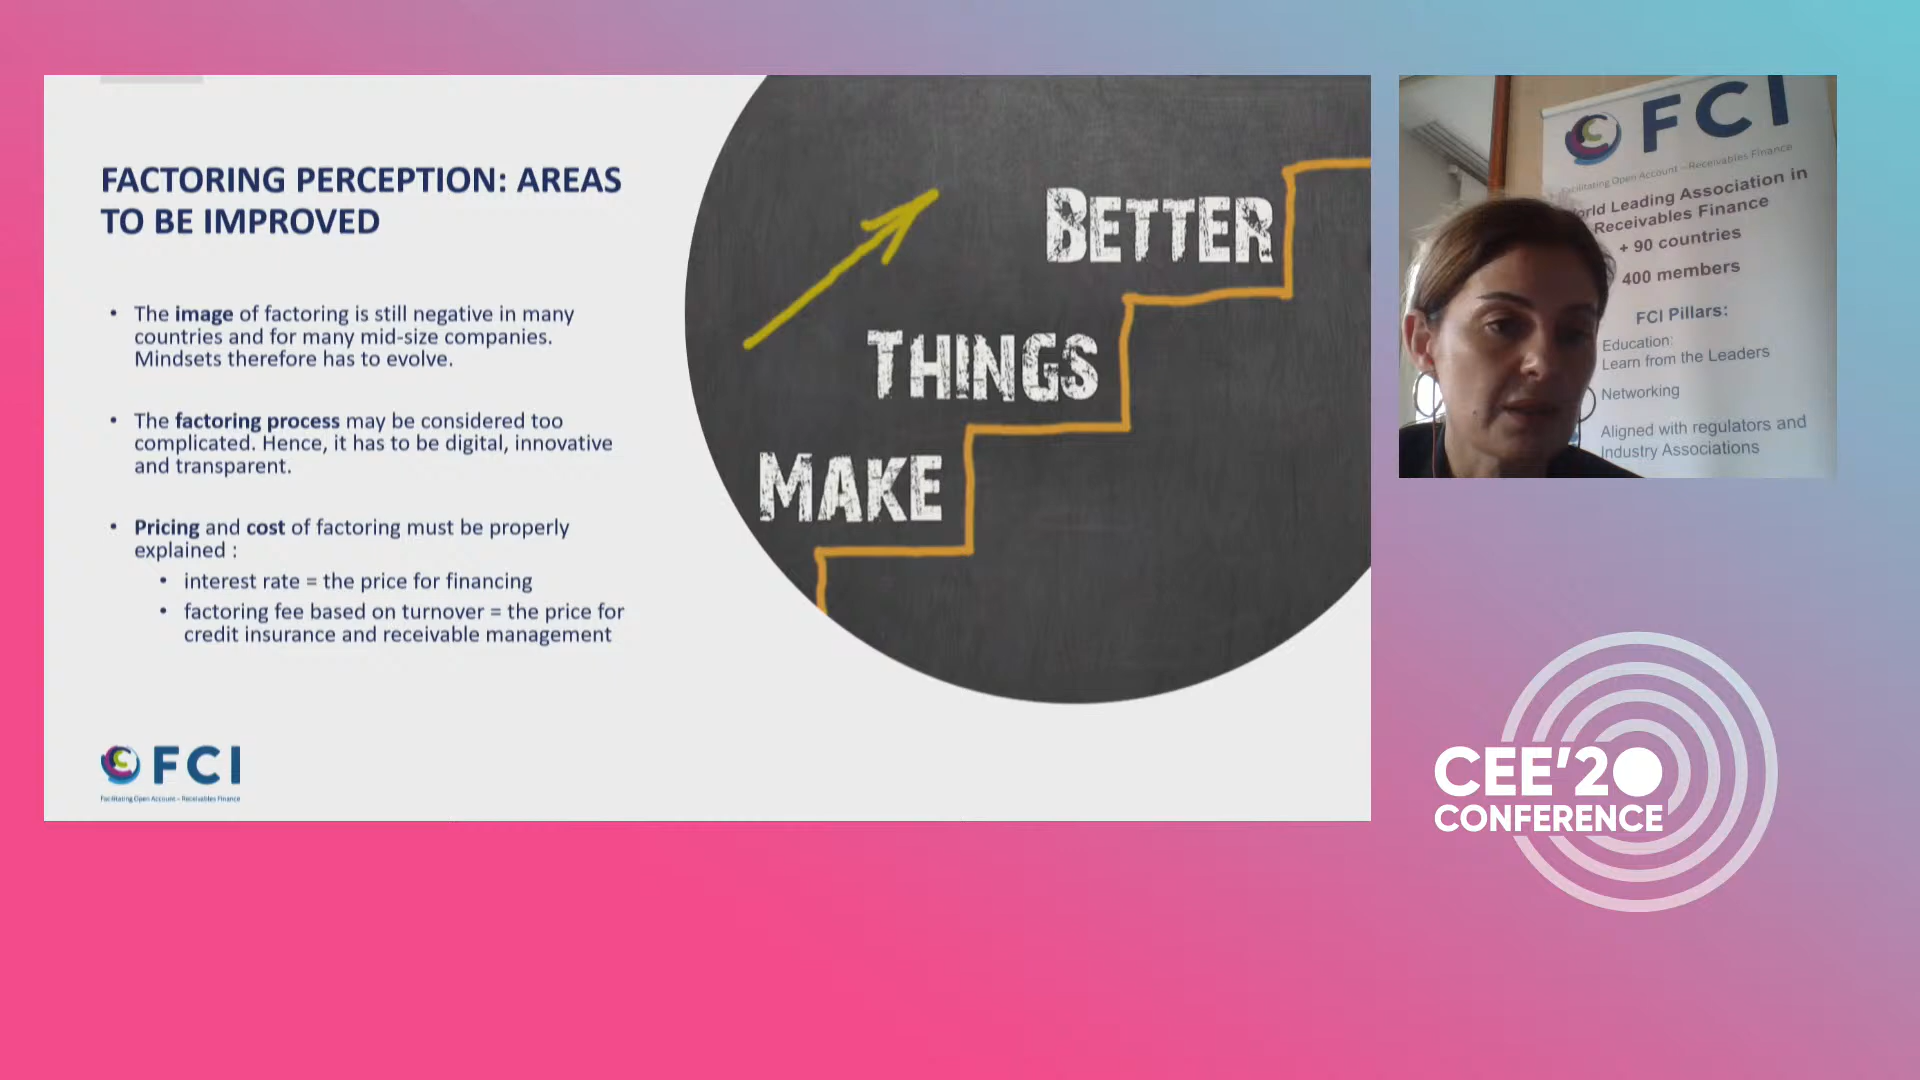 FACTORING PERCEPTION: AREAS
TO BE IMPROVED
• The image of factoring is still negative in many
countries and for many mid-size companies.
Mindsets therefore has to evolve.
• The factoring process may be considered too
complicated. Hence, it has to be digital, innovative
and transparent.
• Pricing and cost of factoring must be properly
explained :
• interest rate = the price for financing
• factoring fee based on turnover = the price for
credit insurance and receivable management
FCI
Facilitating Open Account – Receivables Finance
BETTER
THINGS
MAKE
FCI
Facilitating Open Account – Receivables Finance
orld Leading Association in
Receivables Finance
+ 90 countries
400 members
FCI Pillars:
Education:
Learn from the Leaders
Networking
Aligned with regulators and
Industry Associations
CEE'20
CONFERENCE